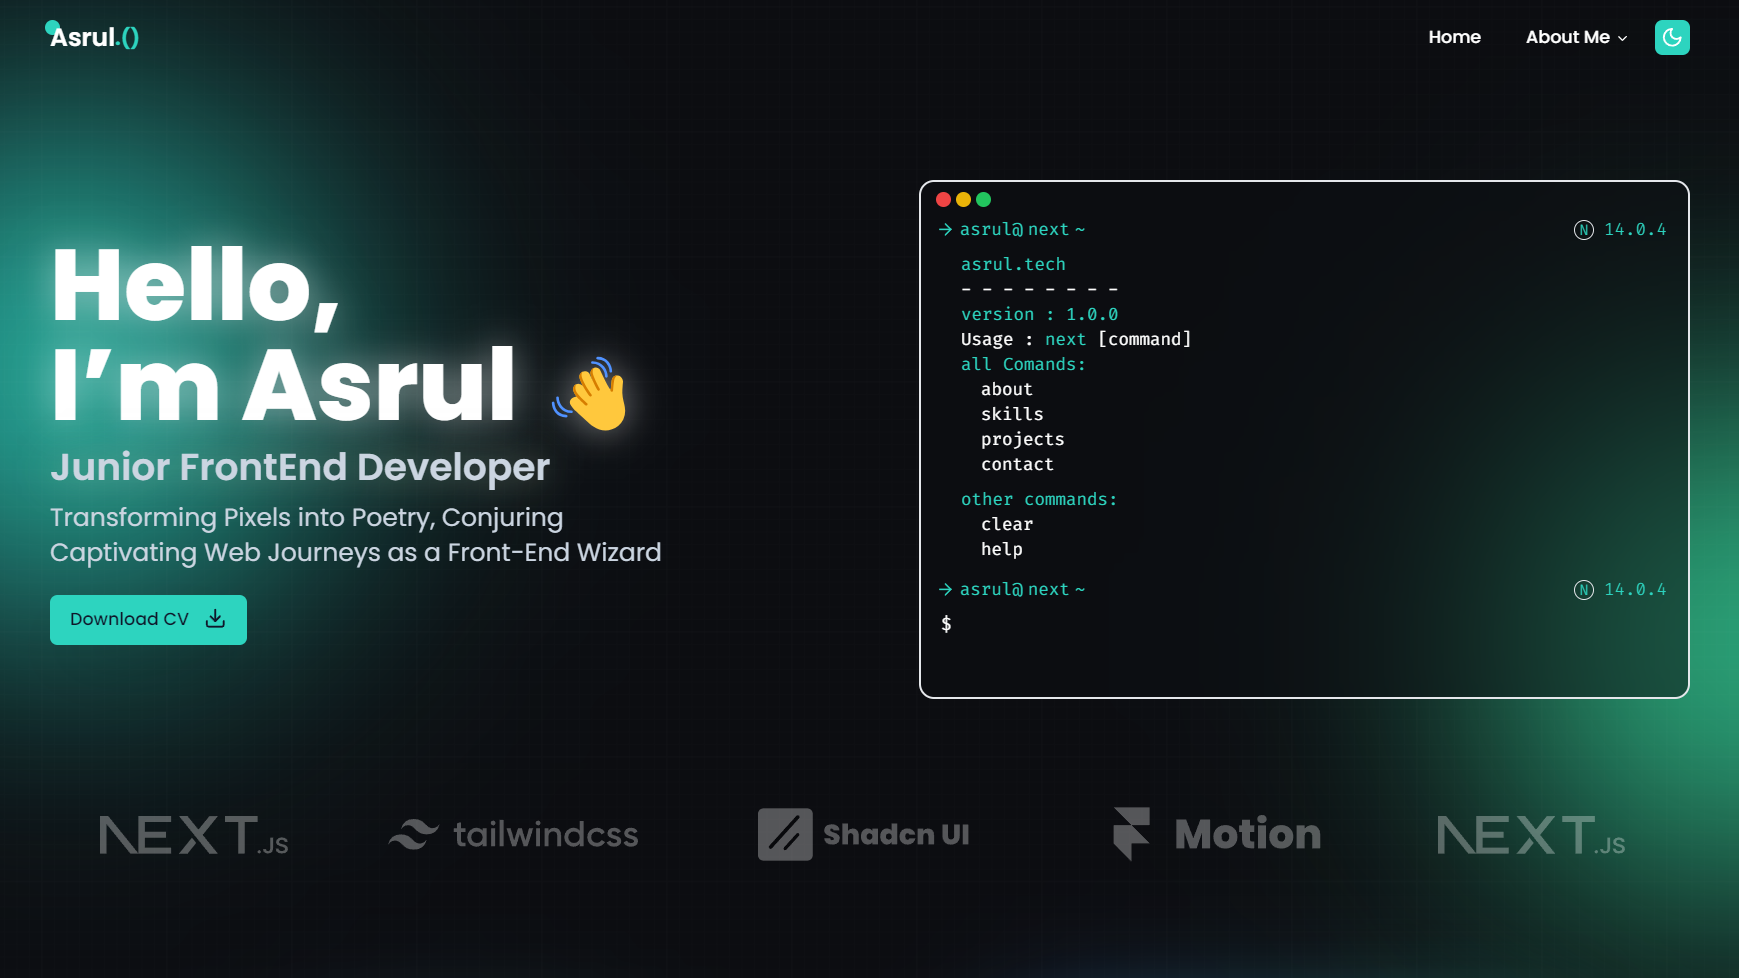 Asrul.()
Home
About Me
Hello,
I’m Asrul
Junior FrontEnd Developer
Transforming Pixels into Poetry, Conjuring
Captivating Web Journeys as a Front-End Wizard
Download CV
→ asrul@next ~ N 14.0.4
asrul.tech
- - - - - - - -
version : 1.0.0
Usage : next [command]
all Comands:
about
skills
projects
contact
other commands:
clear
help
→ asrul@next ~ N 14.0.4
$
NEXT.JS
tailwindcss
Shadcn UI
Motion
NEXT.JS